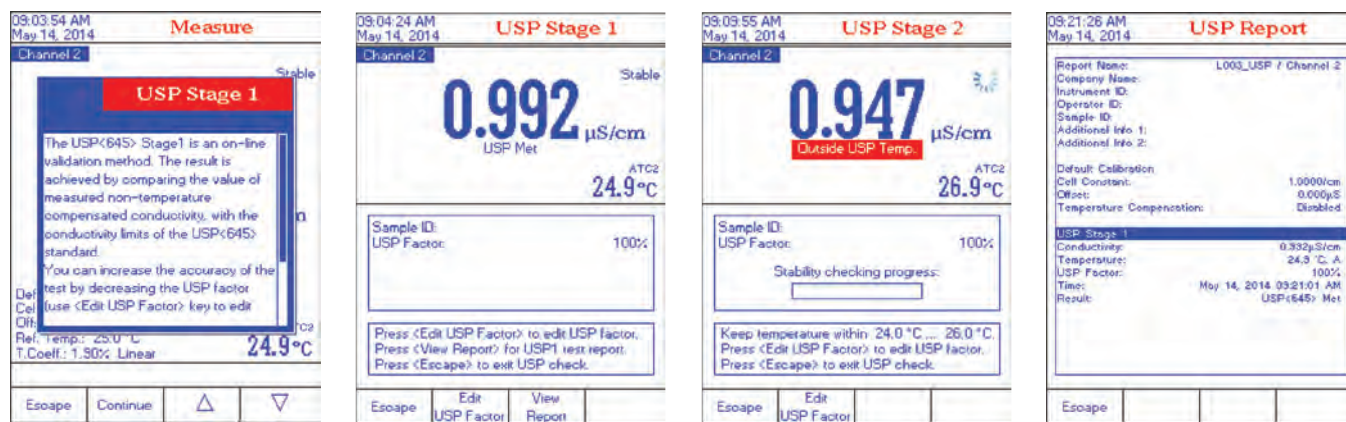 09:03:54 AM
May 14, 2014
Measure
Channel 2
Stable
USP Stage 1
The USP<645> Stage1 is an on-line
validation method. The result is
achieved by comparing the value of
measured non-temperature
compensated conductivity, with the
conductivity limits of the USP<645>
standard.
You can increase the accuracy of the
test by decreasing the USP factor
(use <Edit USP Factor> key to edit
Ref. Temp.: 25.0°C
T.Coeff.: 1.90% Linear
24.9°C
Escape
Continue
09:04:24 AM
May 14, 2014
USP Stage 1
Channel 2
Stable
0.992 µS/cm
USP Met
ATC2
24.9°C
Sample ID:
USP Factor: 100%
Press <Edit USP Factor> to edit USP factor.
Press <View Report> for USP1 test report.
Press <Escape> to exit USP check.
Escape
Edit
USP Factor
View
Report
09:09:55 AM
May 14, 2014
USP Stage 2
Channel 2
0.947 µS/cm
Outside USP Temp.
ATC2
26.9°C
Sample ID:
USP Factor: 100%
Stability checking progress:
Keep temperature within 24.0 °C ... 26.0 °C.
Press <Edit USP Factor> to edit USP factor.
Press <Escape> to exit USP check.
Escape
Edit
USP Factor
09:21:26 AM
May 14, 2014
USP Report
Report Name: L003_USP / Channel 2
Company Name:
Instrument ID:
Operator ID:
Sample ID:
Additional Info 1:
Additional Info 2:
Default Calibration
Cell Constant: 1.0000/cm
Offset: 0.000µS
Temperature Compensation: Disabled
USP Stage 1
Conductivity: 0.992µS/cm
Temperature: 24.9 °C, A
USP Factor: 100%
Time: May 14, 2014 09:21:01 AM
Result: USP<645> Met
Escape